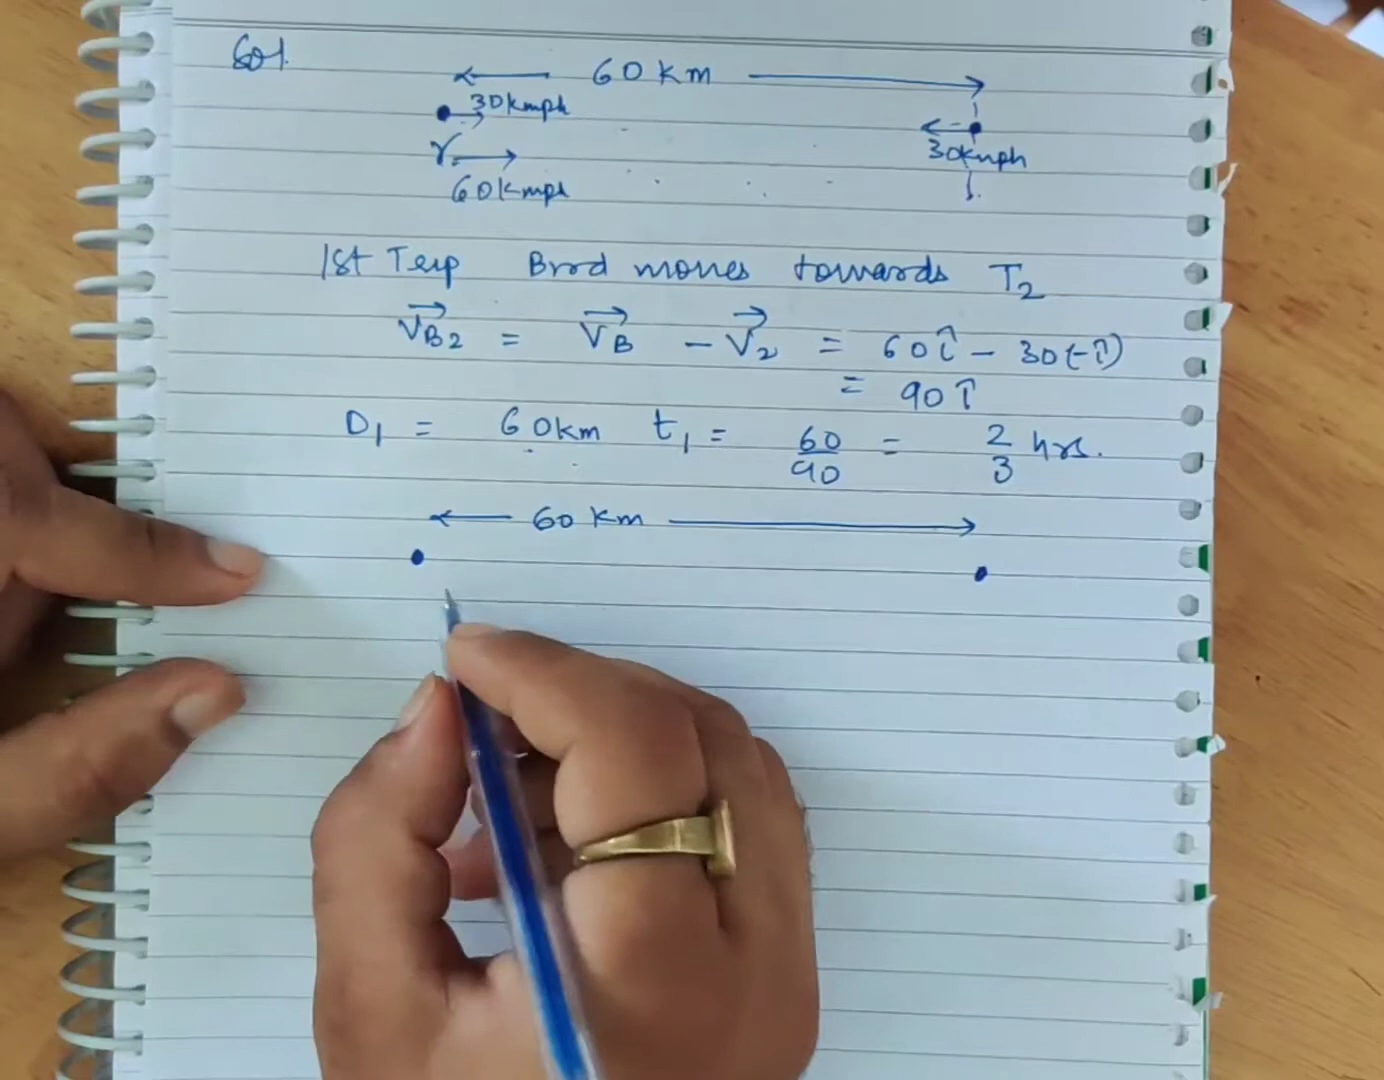 Sol.
60 km
30kmph
30kmph
60kmph
1st Trip Bird moves towards T2
VB2 = VB - V2 = 60î - 30(-î)
= 90î
D1 = 60km t1 = 60/90 = 2/3 hrs.
60 km